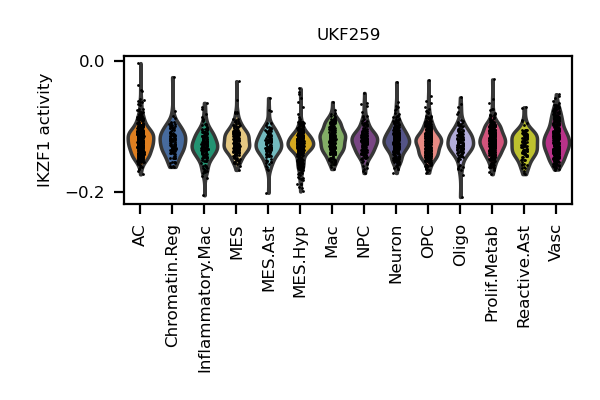 UKF259
IKZF1 activity
0.0
−0.2
AC
Chromatin.Reg
Inflammatory.Mac
MES
MES.Ast
MES.Hyp
Mac
NPC
Neuron
OPC
Oligo
Prolif.Metab
Reactive.Ast
Vasc